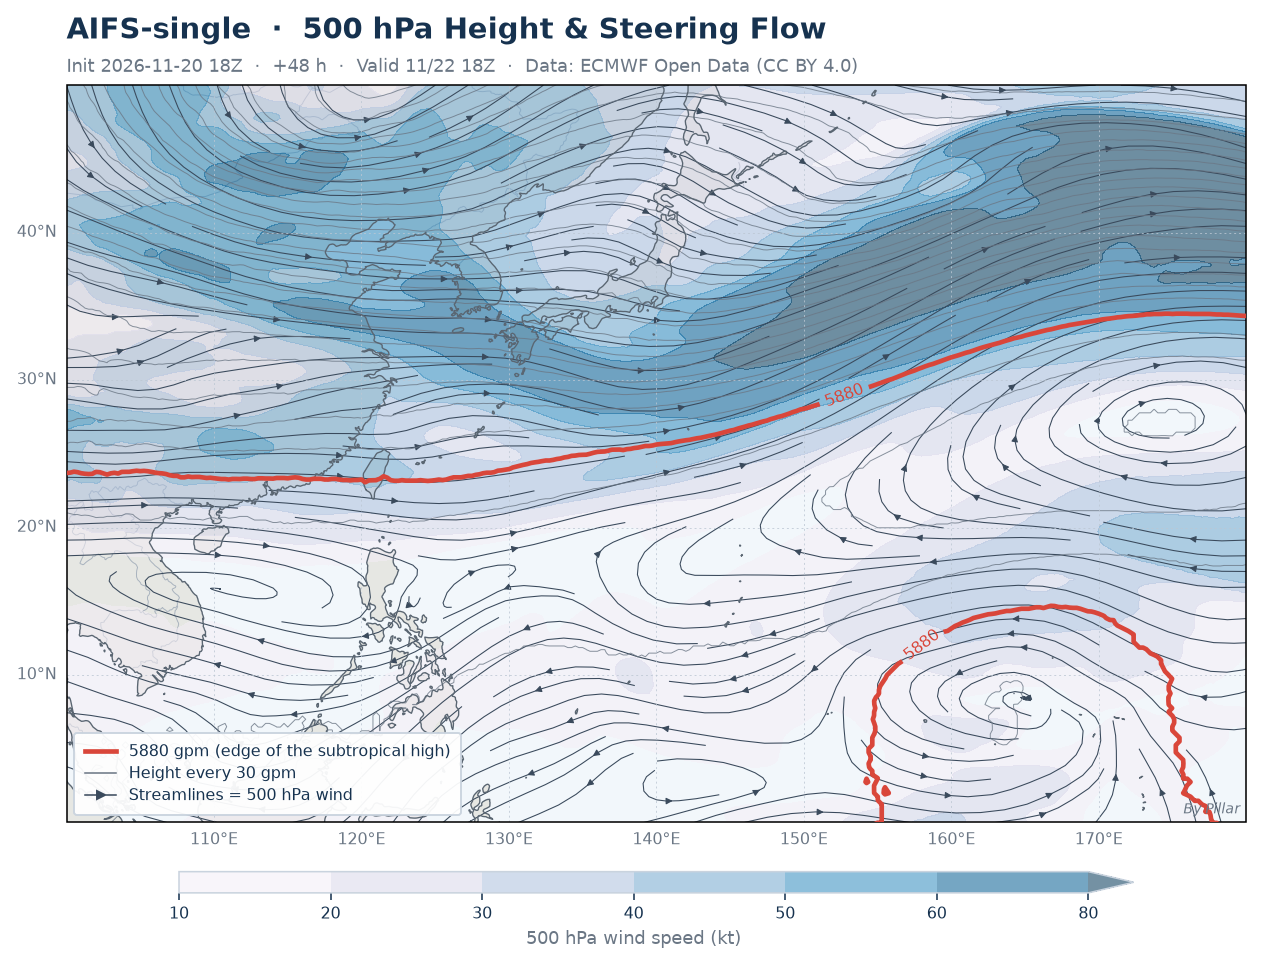 AIFS-single · 500 hPa Height & Steering Flow
Init 2026-11-20 18Z · +48 h · Valid 11/22 18Z · Data: ECMWF Open Data (CC BY 4.0)
40°N
30°N
20°N
10°N
5880
5880
5880 gpm (edge of the subtropical high)
Height every 30 gpm
Streamlines = 500 hPa wind
By Pillar
110°E 120°E 130°E 140°E 150°E 160°E 170°E
10 20 30 40 50 60 80
500 hPa wind speed (kt)